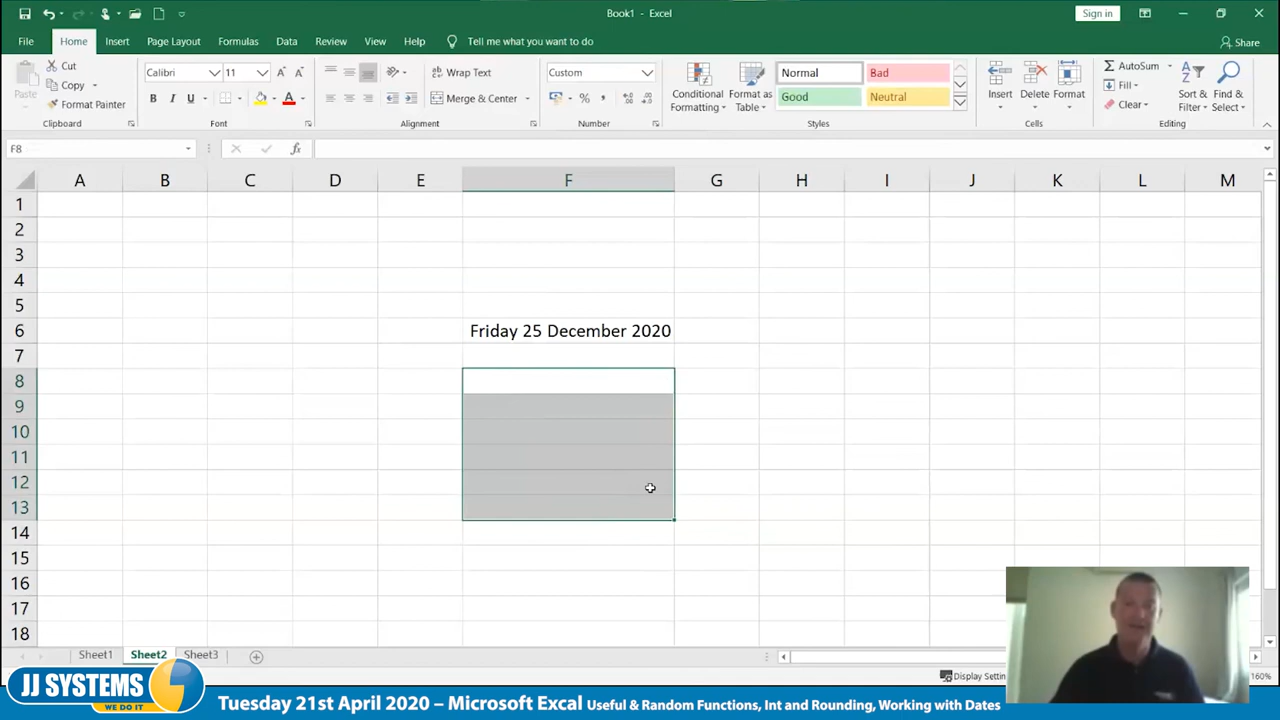 Book1 - Excel
Sign in
File Home Insert Page Layout Formulas Data Review View Help Tell me what you want to do Share
Paste
Cut
Copy
Format Painter
Clipboard
Calibri 11
B I U A
Font
Wrap Text
Merge & Center
Alignment
Custom
%
Number
Conditional Formatting
Format as Table
Normal Bad
Good Neutral
Styles
Insert Delete Format
Cells
AutoSum
Fill
Clear
Sort & Filter
Find & Select
Editing
F8 fx
A B C D E F G H I J K L M
1
2
3
4
5
6 Friday 25 December 2020
7
8
9
10
11
12
13
14
15
16
17
18
Sheet1 Sheet2 Sheet3
Display Settin
160%
JJ SYSTEMS
WE DO IT
Tuesday 21st April 2020 – Microsoft Excal Useful & Random Functions, Int and Rounding, Working with Dates